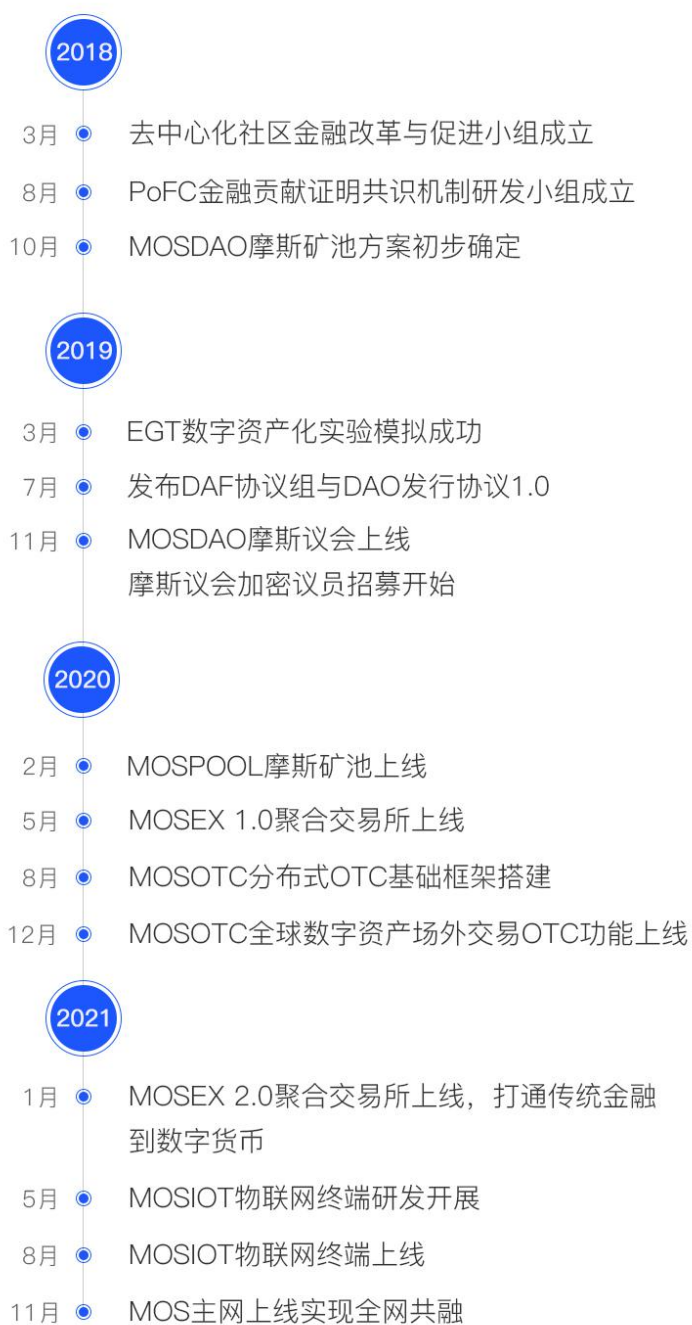 2018
3月 去中心化社区金融改革与促进小组成立
8月 PoFC金融贡献证明共识机制研发小组成立
10月 MOSDAO摩斯矿池方案初步确定
2019
3月 EGT数字资产化实验模拟成功
7月 发布DAF协议组与DAO发行协议1.0
11月 MOSDAO摩斯议会上线
摩斯议会加密议员招募开始
2020
2月 MOSPOOL摩斯矿池上线
5月 MOSEX 1.0聚合交易所上线
8月 MOSOTC分布式OTC基础框架搭建
12月 MOSOTC全球数字资产场外交易OTC功能上线
2021
1月 MOSEX 2.0聚合交易所上线，打通传统金融
到数字货币
5月 MOSIOT物联网终端研发开展
8月 MOSIOT物联网终端上线
11月 MOS主网上线实现全网共融